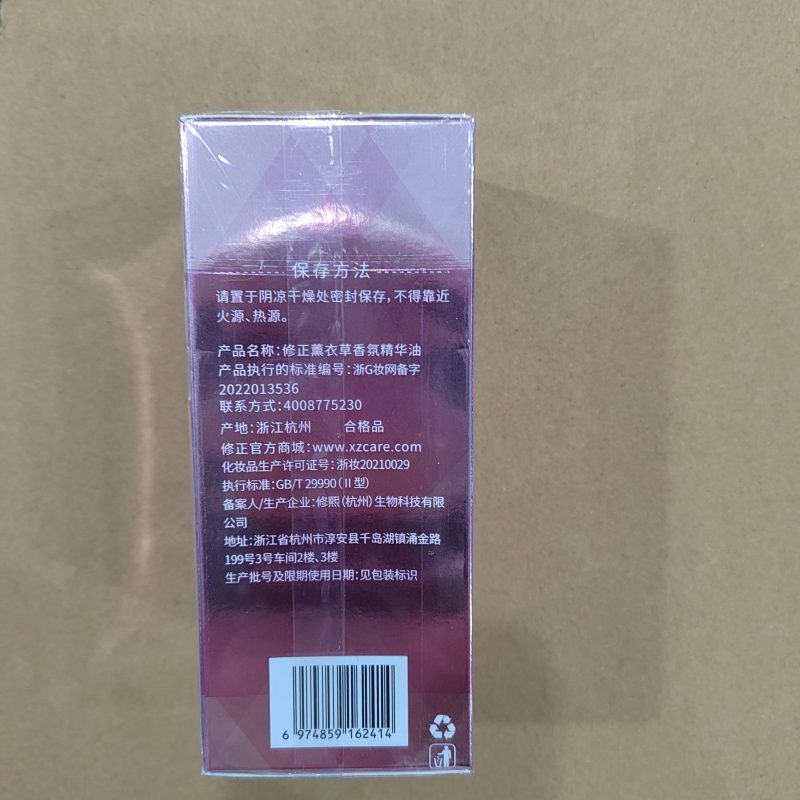 保存方法
请置于阴凉干燥处密封保存，不得靠近
火源、热源。
产品名称：修正薰衣草香氛精华油
产品执行的标准编号：浙G妆网备字
2022013536
联系方式：4008775230
产地：浙江杭州 合格品
修正官方商城：www.xzcare.com
化妆品生产许可证号：浙妆20210029
执行标准：GB/T 29990（II型）
备案人/生产企业：修熙（杭州）生物科技有限
公司
地址：浙江省杭州市淳安县千岛湖镇涌金路
199号3号车间2楼、3楼
生产批号及限期使用日期：见包装标识
6 974859 162414